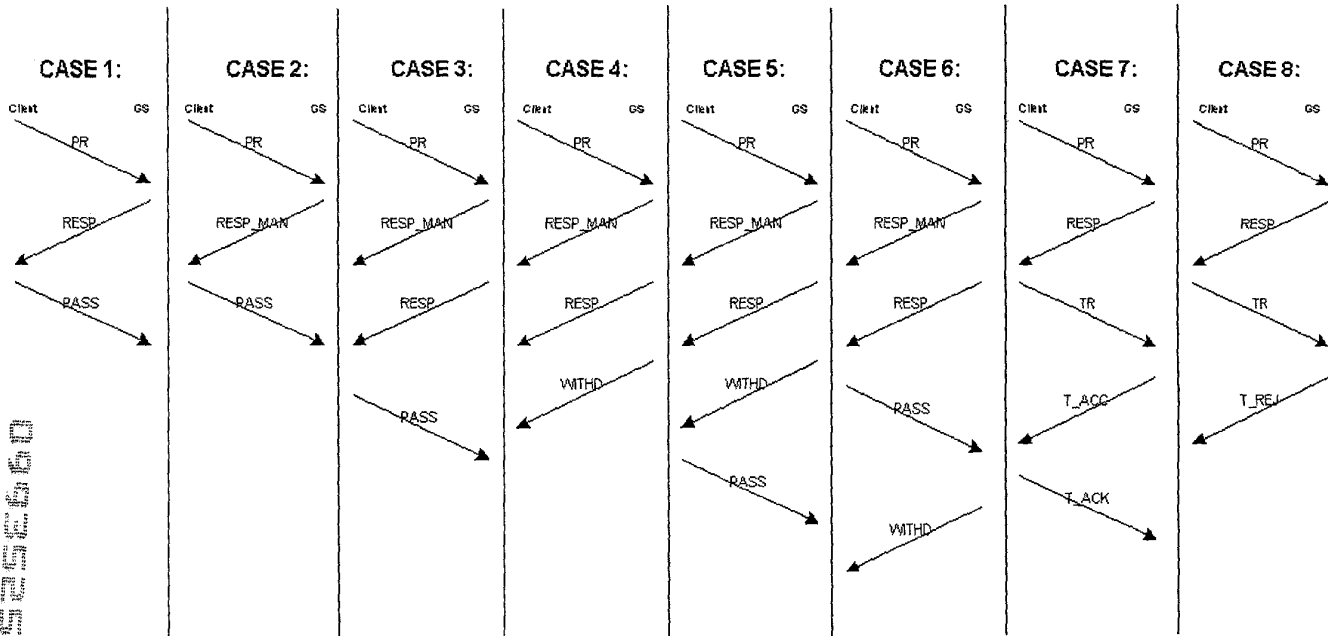 CASE 1: CASE 2: CASE 3: CASE 4: CASE 5: CASE 6: CASE 7: CASE 8:
Client GS Client GS Client GS Client GS Client GS Client GS Client GS Client GS
PR PR PR PR PR PR PR PR
RESP RESP_MAN RESP_MAN RESP_MAN RESP_MAN RESP_MAN RESP RESP
PASS PASS RESP RESP RESP RESP TR TR
PASS WITHD WITHD PASS T_ACC T_REJ
PASS WITHD T_ACK